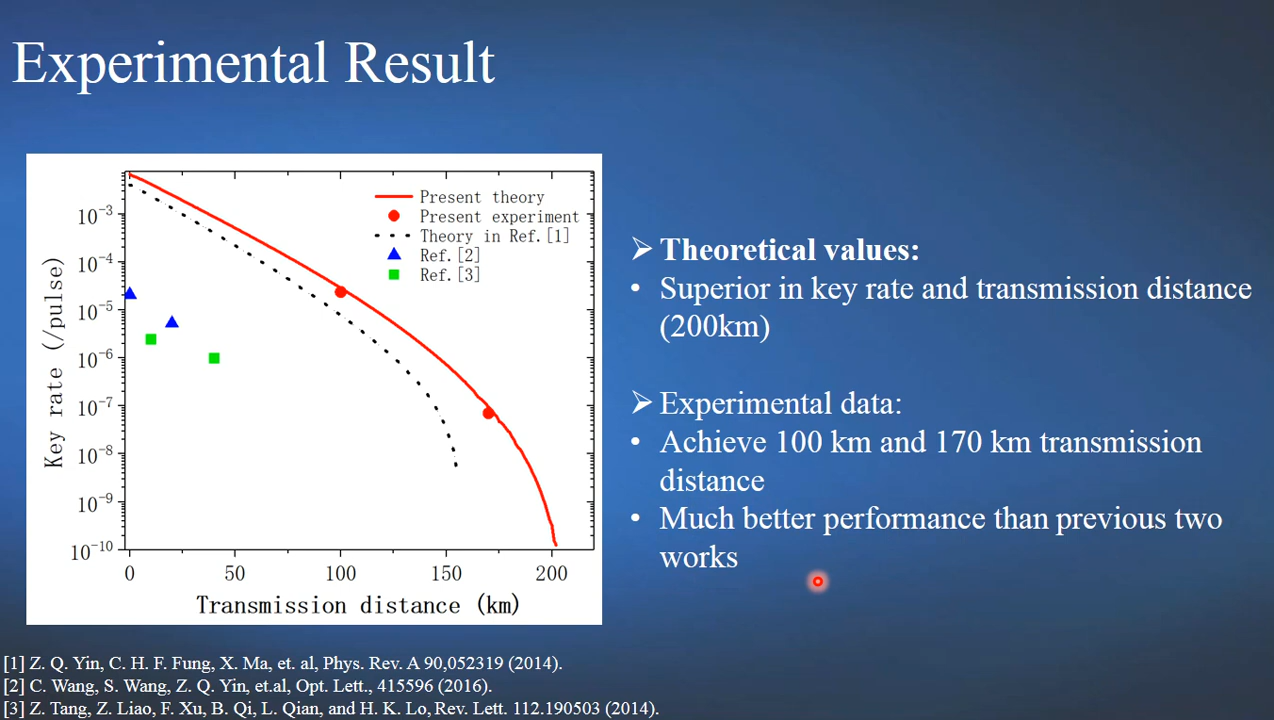 Experimental Result
10⁻³
10⁻⁴
10⁻⁵
10⁻⁶
10⁻⁷
10⁻⁸
10⁻⁹
10⁻¹⁰
Key rate (/pulse)
0 50 100 150 200
Transmission distance (km)
Present theory
Present experiment
Theory in Ref.[1]
Ref.[2]
Ref.[3]
➢ Theoretical values:
• Superior in key rate and transmission distance
(200km)
➢ Experimental data:
• Achieve 100 km and 170 km transmission
distance
• Much better performance than previous two
works
[1] Z. Q. Yin, C. H. F. Fung, X. Ma, et. al, Phys. Rev. A 90,052319 (2014).
[2] C. Wang, S. Wang, Z. Q. Yin, et.al, Opt. Lett., 415596 (2016).
[3] Z. Tang, Z. Liao, F. Xu, B. Qi, L. Qian, and H. K. Lo, Rev. Lett. 112.190503 (2014).